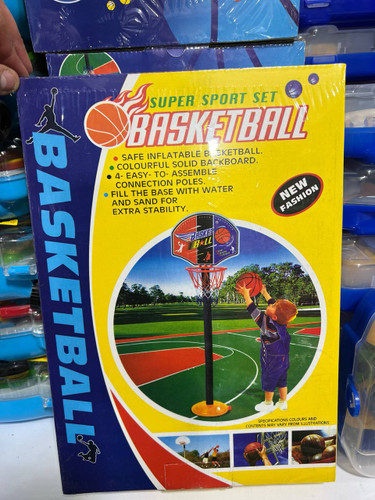 SUPER SPORT SET
BASKETBALL
SAFE INFLATABLE BASKETBALL.
COLOURFUL SOLID BACKBOARD.
4- EASY- TO- ASSEMBLE
CONNECTION POLES.
FILL THE BASE WITH WATER
AND SAND FOR
EXTRA STABILITY.
NEW
FASHION
BASKETBALL
BALL
SPECIFICATIONS COLOURS AND
CONTENTS MAY VARY FROM ILLUSTRATIONS